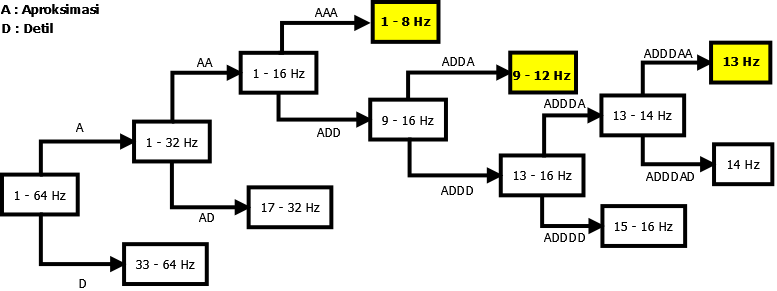 A : Aproksimasi
D : Detil
AAA
1 - 8 Hz
AA
1 - 16 Hz
ADDA
9 - 12 Hz
ADDDAA
13 Hz
A
1 - 32 Hz
ADD
9 - 16 Hz
ADDDA
13 - 14 Hz
1 - 64 Hz
AD
17 - 32 Hz
ADDD
13 - 16 Hz
ADDDAD
14 Hz
D
33 - 64 Hz
ADDDD
15 - 16 Hz